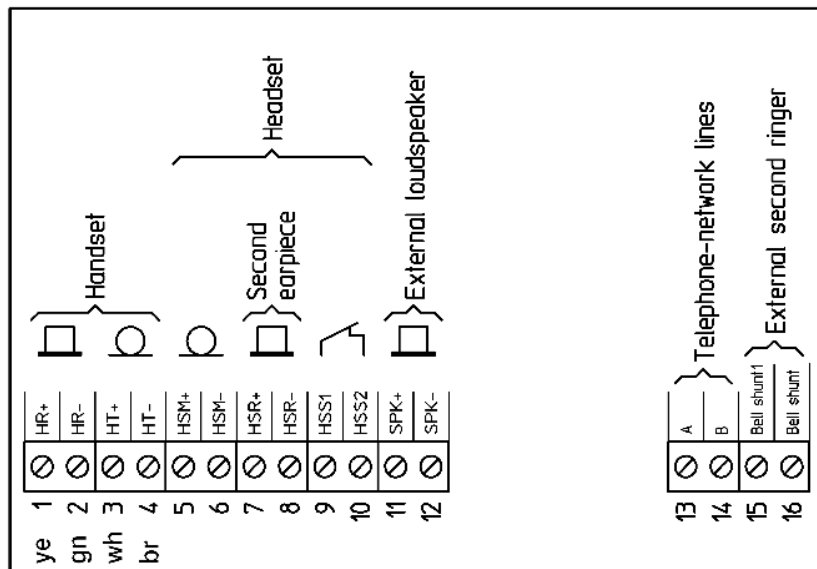 Handset
Second
earpiece
Headset
External loudspeaker
Telephone-network lines
External second ringer
HR+
HR-
HT+
HT-
HSM+
HSM-
HSR+
HSR-
HSS1
HSS2
SPK+
SPK-
A
B
Bell shunt1
Bell shunt
1 2 3 4 5 6 7 8 9 10 11 12 13 14 15 16
ye gn wh br